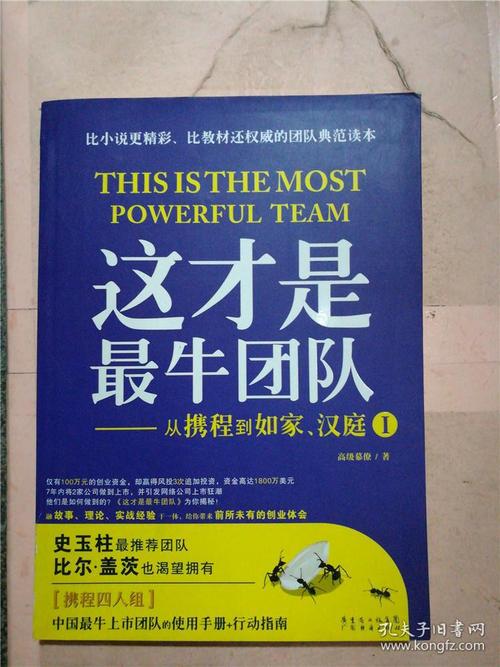 比小说更精彩、比教材还权威的团队典范读本
THIS IS THE MOST
POWERFUL TEAM
这才是
最牛团队
——从携程到如家、汉庭 I
高级幕僚/著
仅有100万元的创业资金，却赢得风投3次追加投资，资金高达1800万美元
7年内将2家公司做到上市，并引发网络公司上市狂潮
他们是如何做到的？《这才是最牛团队》为你揭秘！
融故事、理论、实战经验于一体，给你带来前所未有的创业体会
史玉柱最推荐团队
比尔·盖茨也渴望拥有
［携程四人组］
中国最牛上市团队的使用手册+行动指南
孔夫子旧书网
www.kongfz.com